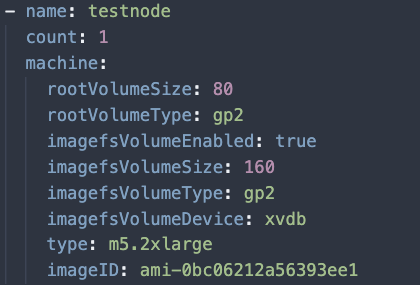 - name: testnode
count: 1
machine:
rootVolumeSize: 80
rootVolumeType: gp2
imagefsVolumeEnabled: true
imagefsVolumeSize: 160
imagefsVolumeType: gp2
imagefsVolumeDevice: xvdb
type: m5.2xlarge
imageID: ami-0bc06212a56393ee1